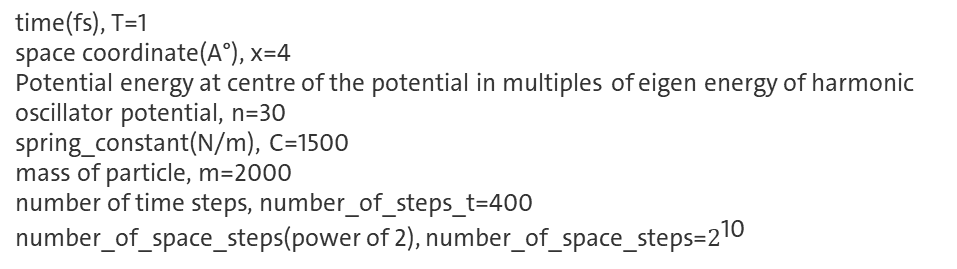 time(fs), T=1
space coordinate(A°), x=4
Potential energy at centre of the potential in multiples of eigen energy of harmonic
oscillator potential, n=30
spring_constant(N/m), C=1500
mass of particle, m=2000
number of time steps, number_of_steps_t=400
number_of_space_steps(power of 2), number_of_space_steps=2¹⁰